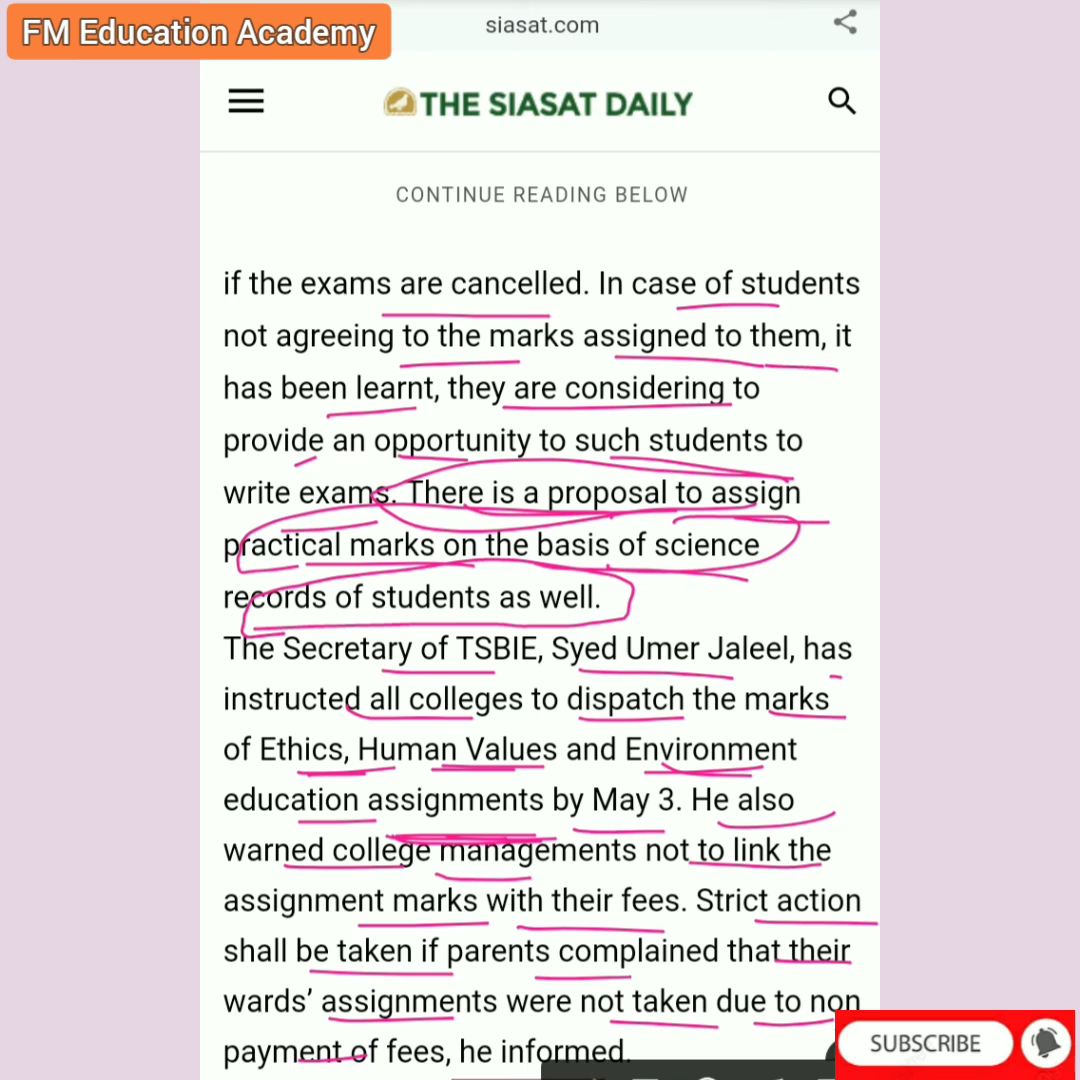 FM Education Academy
siasat.com
THE SIASAT DAILY
CONTINUE READING BELOW
if the exams are cancelled. In case of students
not agreeing to the marks assigned to them, it
has been learnt, they are considering to
provide an opportunity to such students to
write exams. There is a proposal to assign
practical marks on the basis of science
records of students as well.
The Secretary of TSBIE, Syed Umer Jaleel, has
instructed all colleges to dispatch the marks
of Ethics, Human Values and Environment
education assignments by May 3. He also
warned college managements not to link the
assignment marks with their fees. Strict action
shall be taken if parents complained that their
wards’ assignments were not taken due to non
payment of fees, he informed.
SUBSCRIBE